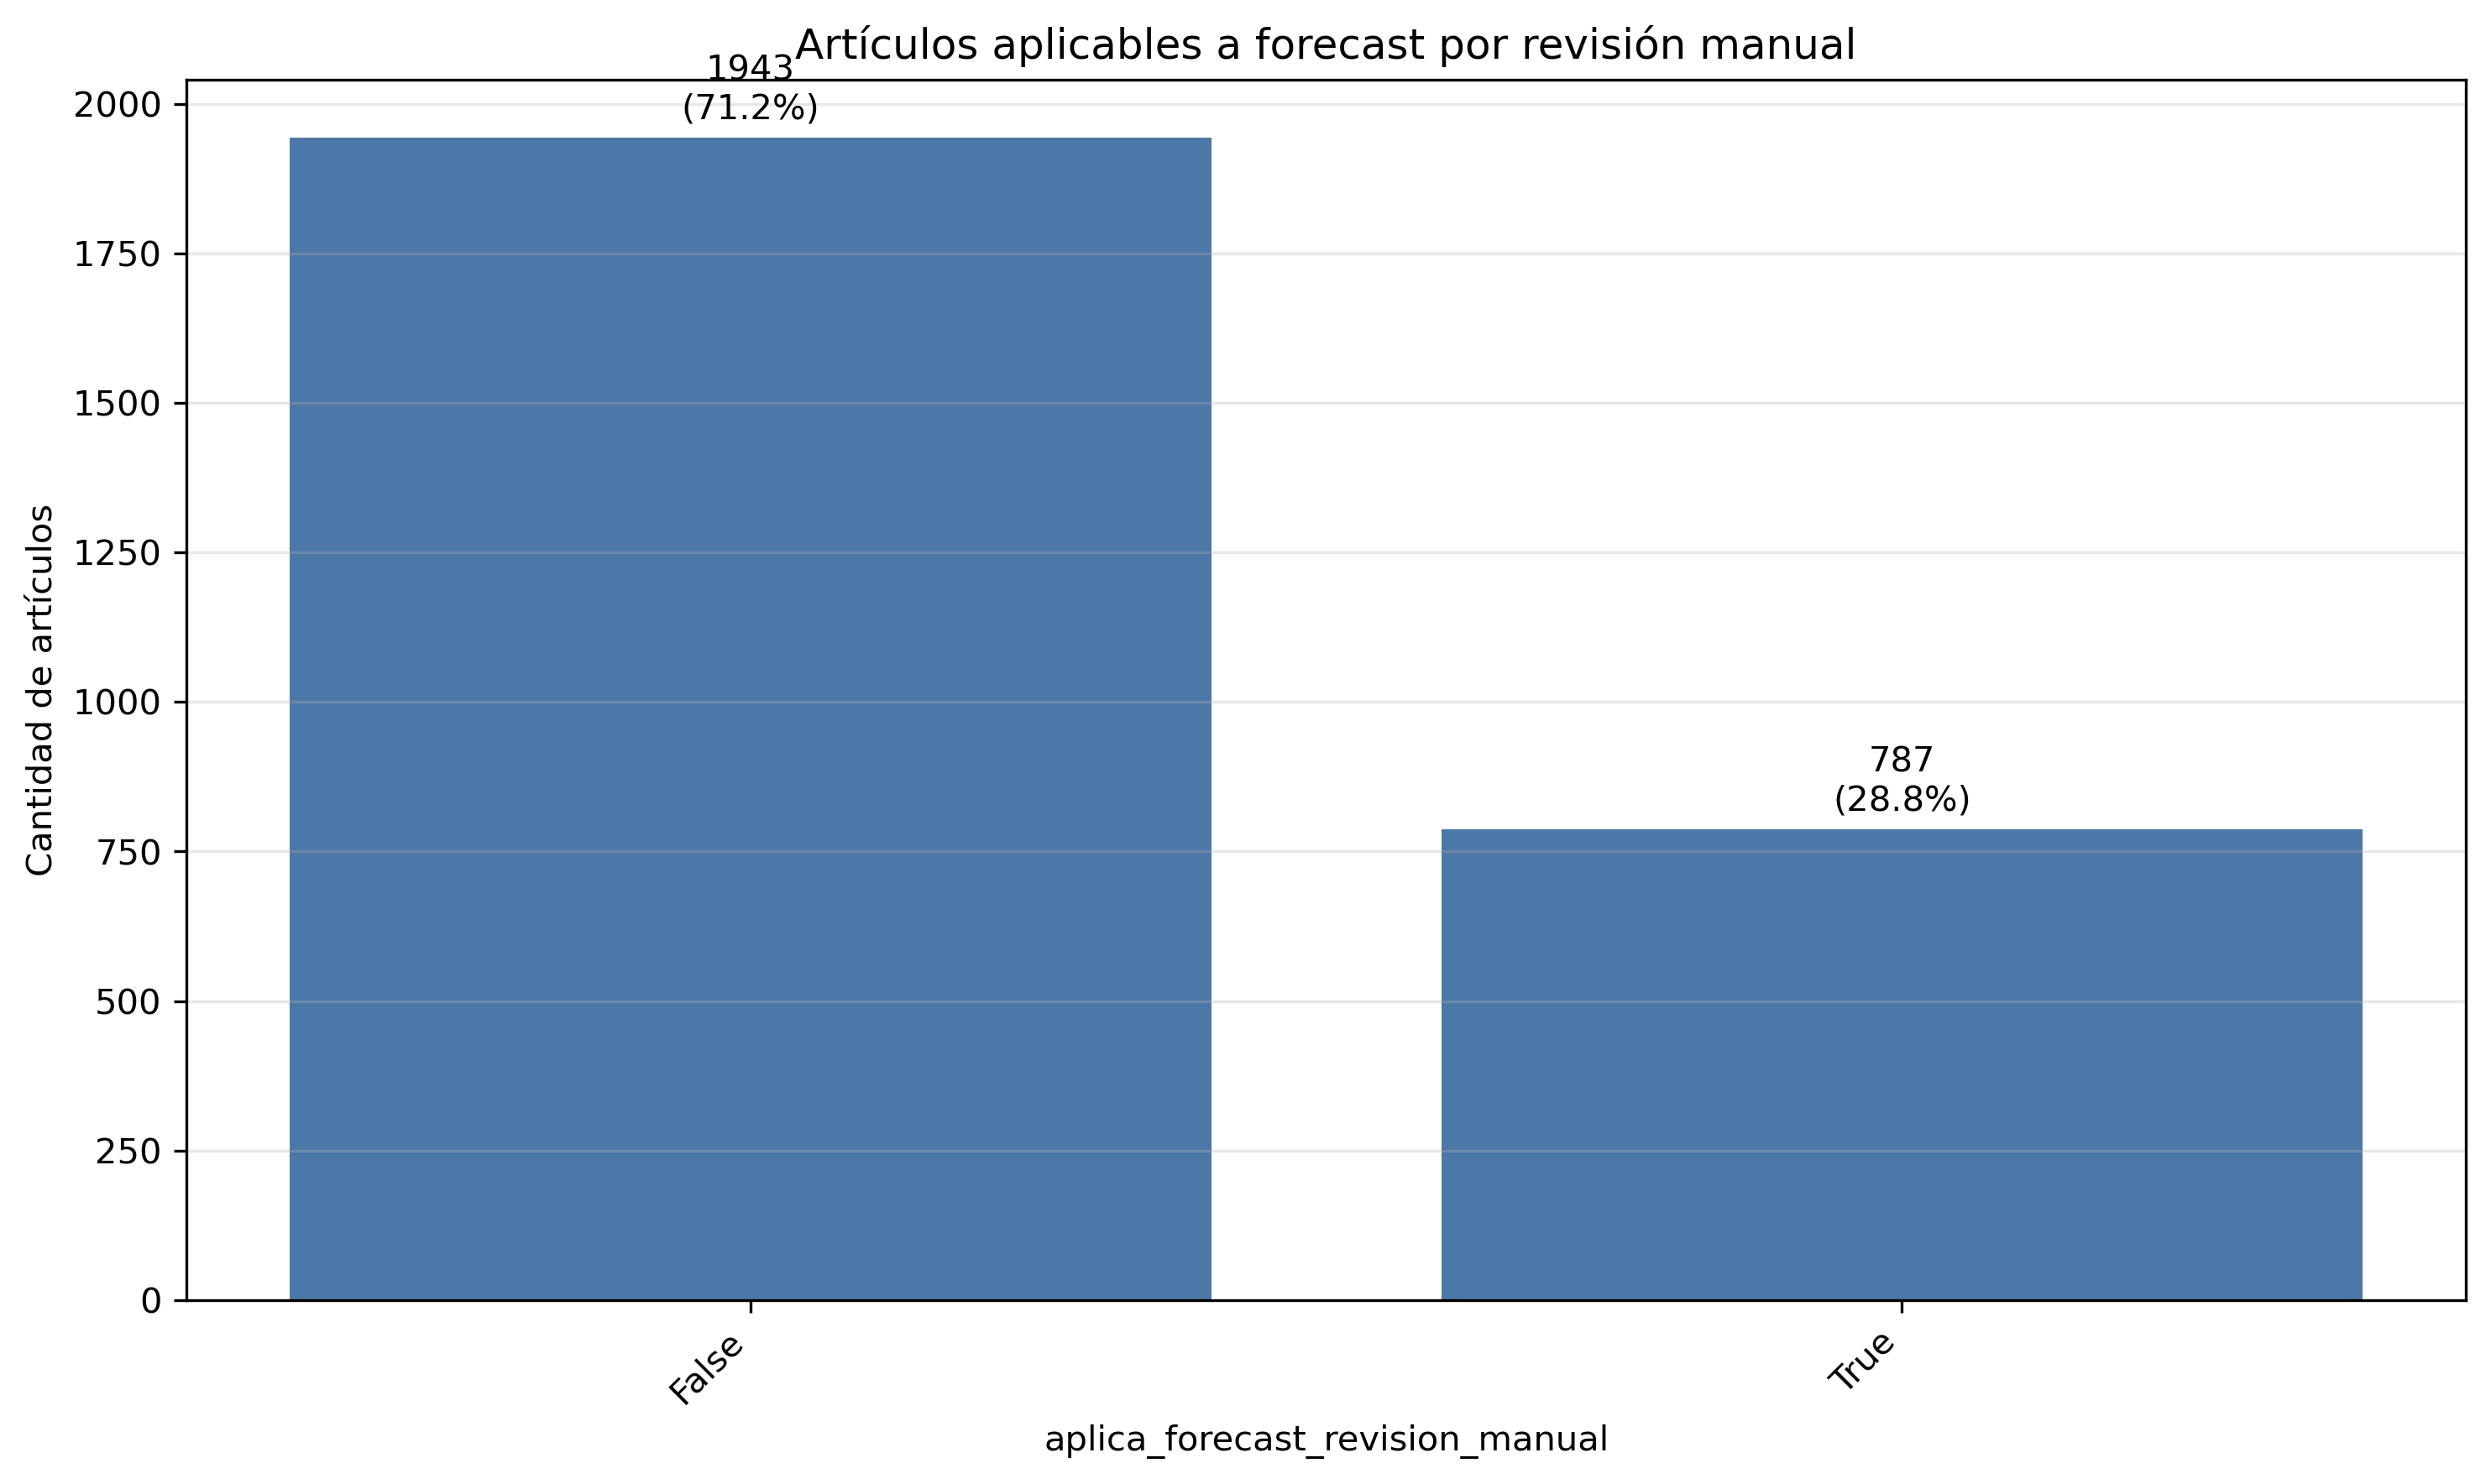 Artículos aplicables a forecast por revisión manual
1943
(71.2%)
2000
1750
1500
1250
1000
750
500
250
0
Cantidad de artículos
787
(28.8%)
False
True
aplica_forecast_revision_manual